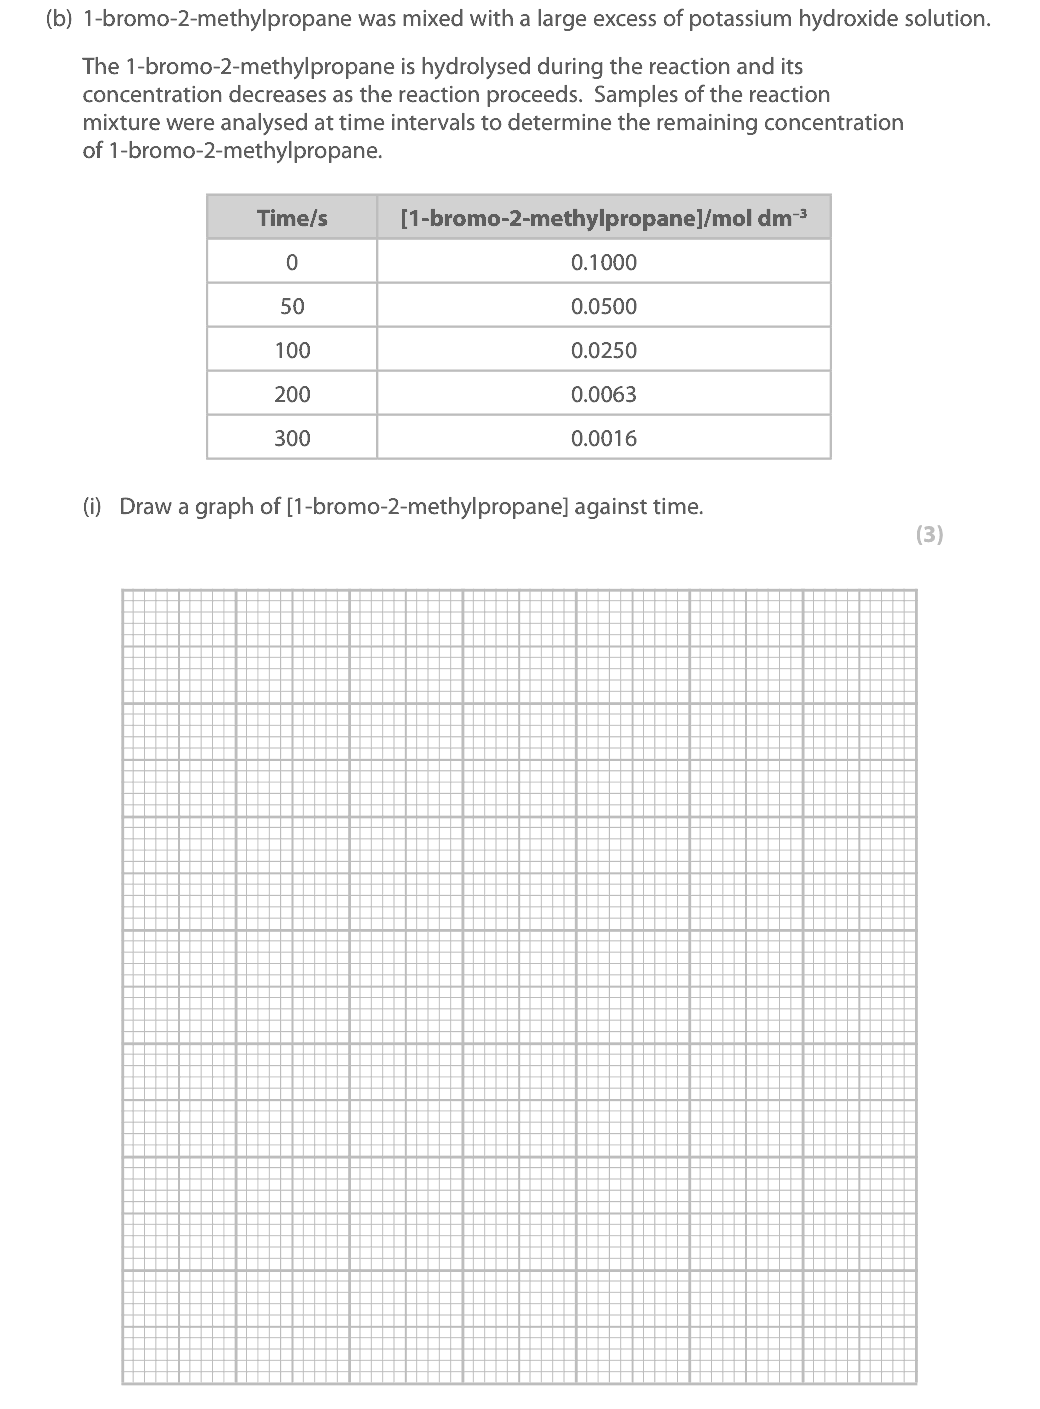 (b) 1-bromo-2-methylpropane was mixed with a large excess of potassium hydroxide solution.
The 1-bromo-2-methylpropane is hydrolysed during the reaction and its
concentration decreases as the reaction proceeds. Samples of the reaction
mixture were analysed at time intervals to determine the remaining concentration
of 1-bromo-2-methylpropane.
Time/s [1-bromo-2-methylpropane]/mol dm⁻³
0 0.1000
50 0.0500
100 0.0250
200 0.0063
300 0.0016
(i) Draw a graph of [1-bromo-2-methylpropane] against time.
(3)